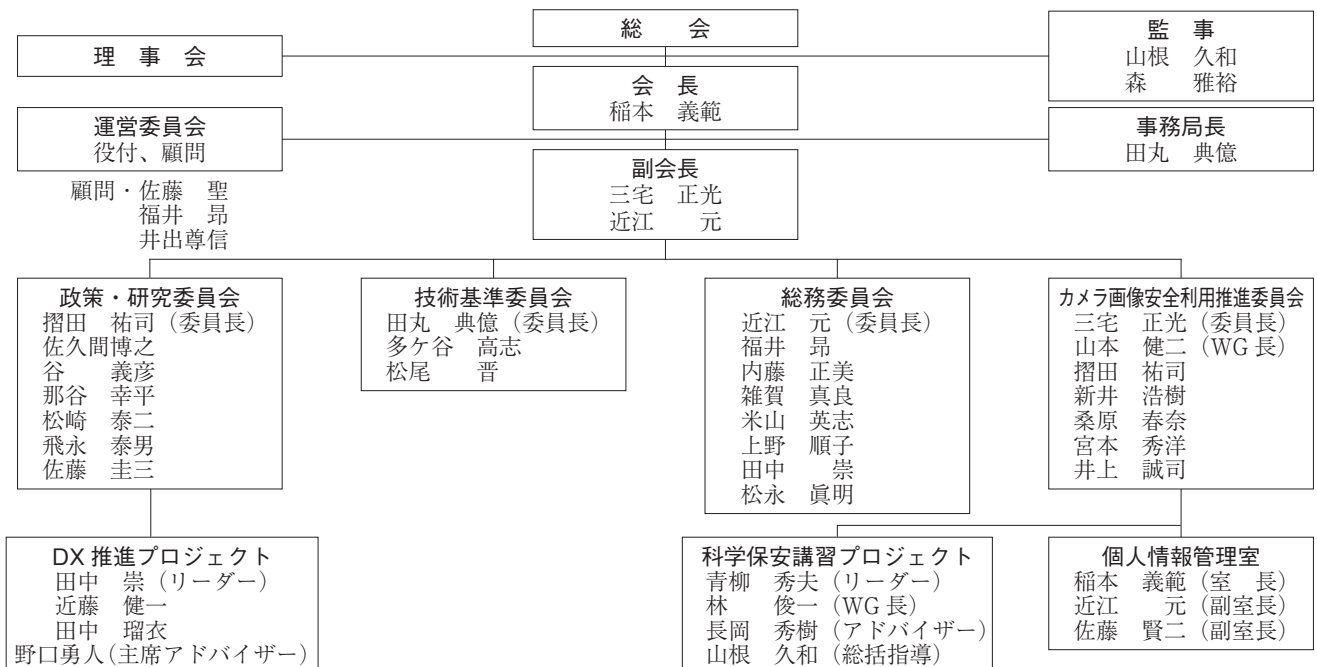 総　会
理　事　会
監　事
山根　久和
森　　雅裕
会　長
稲本　義範
運営委員会
役付、顧問
顧問・佐藤　聖
福井　昂
井出尊信
事務局長
田丸　典億
副会長
三宅　正光
近江　　元
政策・研究委員会
摺田　祐司（委員長）
佐久間博之
谷　　義彦
那谷　幸平
松崎　泰二
飛永　泰男
佐藤　圭三
技術基準委員会
田丸　典億（委員長）
多ケ谷　高志
松尾　　晋
総務委員会
近江　元（委員長）
福井　昂
内藤　正美
雑賀　真良
米山　英志
上野　順子
田中　　崇
松永　眞明
カメラ画像安全利用推進委員会
三宅　正光（委員長）
山本　健二（WG 長）
摺田　祐司
新井　浩樹
桑原　春奈
宮本　秀洋
井上　誠司
DX 推進プロジェクト
田中　崇（リーダー）
近藤　健一
田中　瑠衣
野口勇人（主席アドバイザー）
科学保安講習プロジェクト
青柳　秀夫（リーダー）
林　　俊一（WG 長）
長岡　秀樹（アドバイザー）
山根　久和（総括指導）
個人情報管理室
稲本　義範（室　長）
近江　　元（副室長）
佐藤　賢二（副室長）